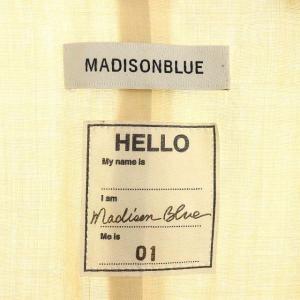 MADISONBLUE
HELLO
My name is
I am
Madison Blue
Me is
01